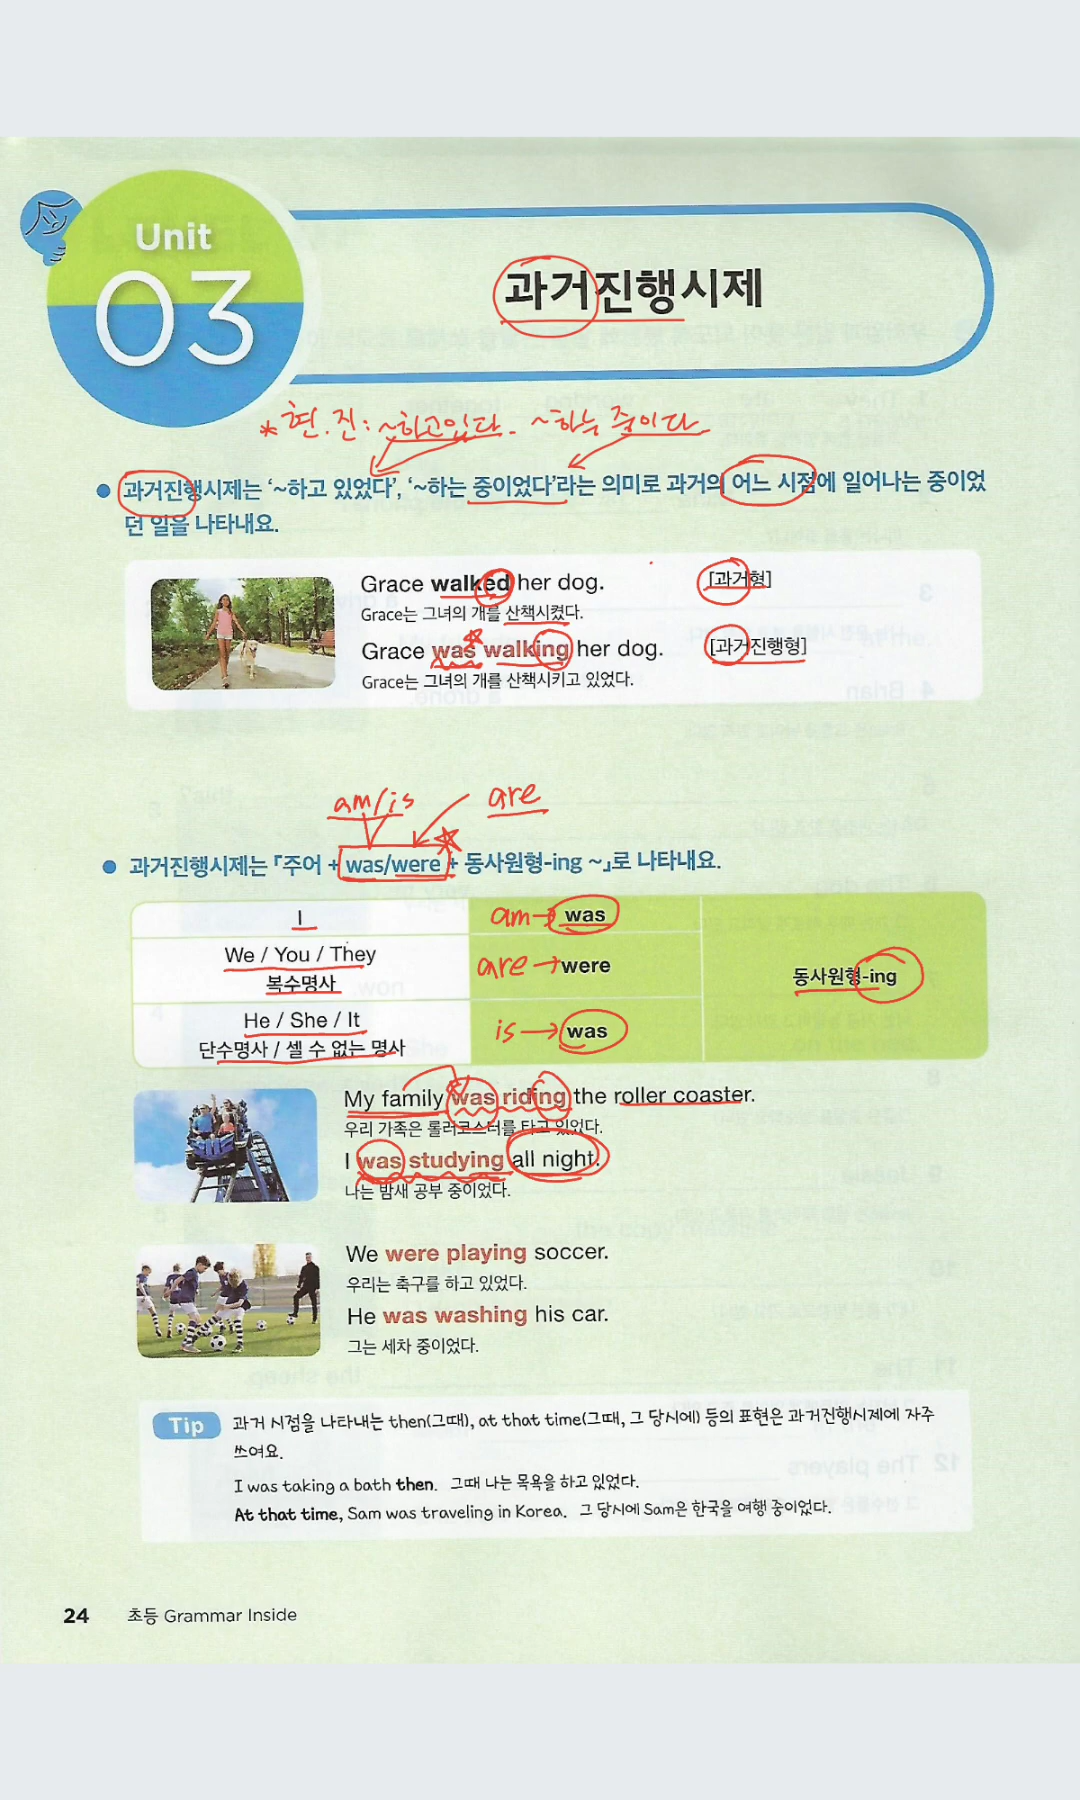 Unit
03
과거진행시제
* 현.진: ~하고있다. ~하는 중이다.
과거진행시제는 ‘~하고 있었다’, ‘~하는 중이었다’라는 의미로 과거의 어느 시점에 일어나는 중이었
던 일을 나타내요.
Grace walked her dog. [과거형]
Grace는 그녀의 개를 산책시켰다.
Grace was walking her dog. [과거진행형]
Grace는 그녀의 개를 산책시키고 있었다.
am/is are
과거진행시제는 『주어 + was/were + 동사원형-ing ~』로 나타내요.
I am→ was
We / You / They
복수명사
are → were
동사원형-ing
He / She / It
단수명사 / 셀 수 없는 명사
is → was
My family was riding the roller coaster.
우리 가족은 롤러코스터를 타고 있었다.
I was studying all night.
나는 밤새 공부 중이었다.
We were playing soccer.
우리는 축구를 하고 있었다.
He was washing his car.
그는 세차 중이었다.
Tip 과거 시점을 나타내는 then(그때), at that time(그때, 그 당시에) 등의 표현은 과거진행시제에 자주
쓰여요.
I was taking a bath then. 그때 나는 목욕을 하고 있었다.
At that time, Sam was traveling in Korea. 그 당시에 Sam은 한국을 여행 중이었다.
24 초등 Grammar Inside